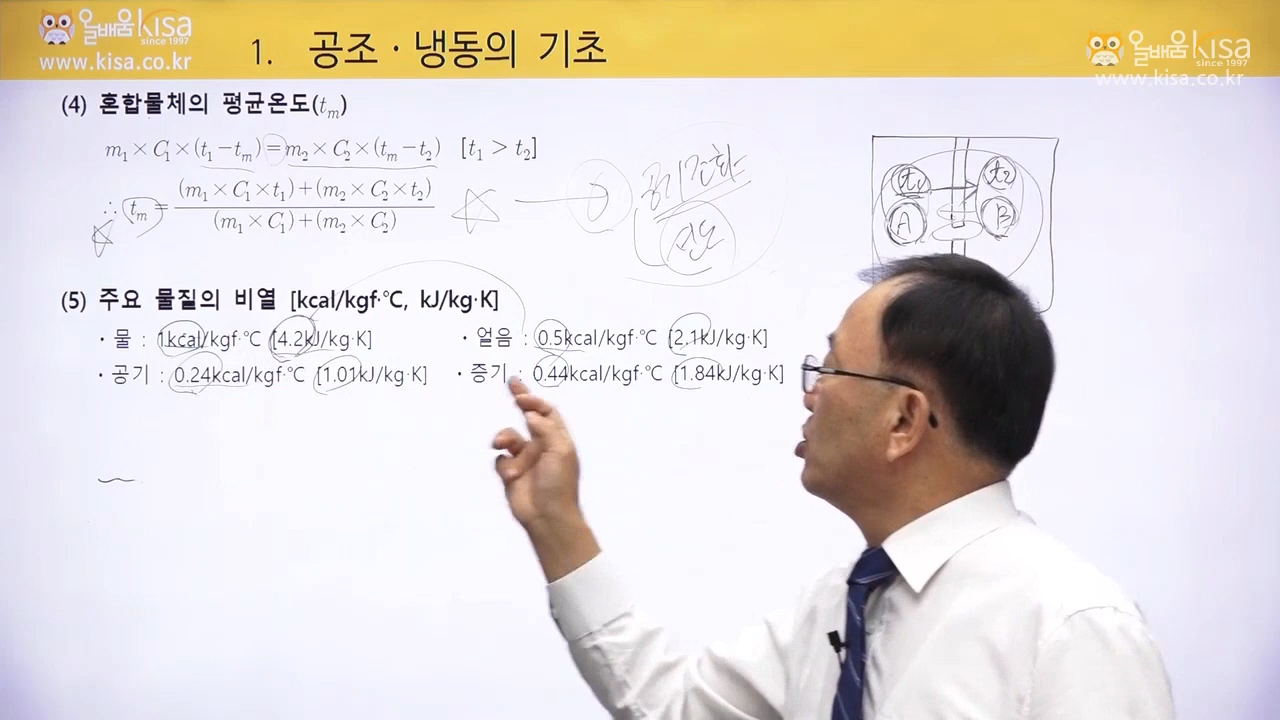 올배움kisa
since 1997
www.kisa.co.kr
1. 공조 · 냉동의 기초
올배움kisa
since 1997
www.kisa.co.kr
(4) 혼합물체의 평균온도(t_m)
m₁×C₁×(t₁−t_m)=m₂×C₂×(t_m−t₂) [t₁ > t₂]
∴ t_m = (m₁×C₁×t₁)+(m₂×C₂×t₂)
(m₁×C₁)+(m₂×C₂)
t₁ t₂
A B
(5) 주요 물질의 비열 [kcal/kgf·℃, kJ/kg·K]
· 물 : 1kcal/kgf·℃ [4.2kJ/kg·K] · 얼음 : 0.5kcal/kgf·℃ [2.1kJ/kg·K]
· 공기 : 0.24kcal/kgf·℃ [1.01kJ/kg·K] · 증기 : 0.44kcal/kgf·℃ [1.84kJ/kg·K]